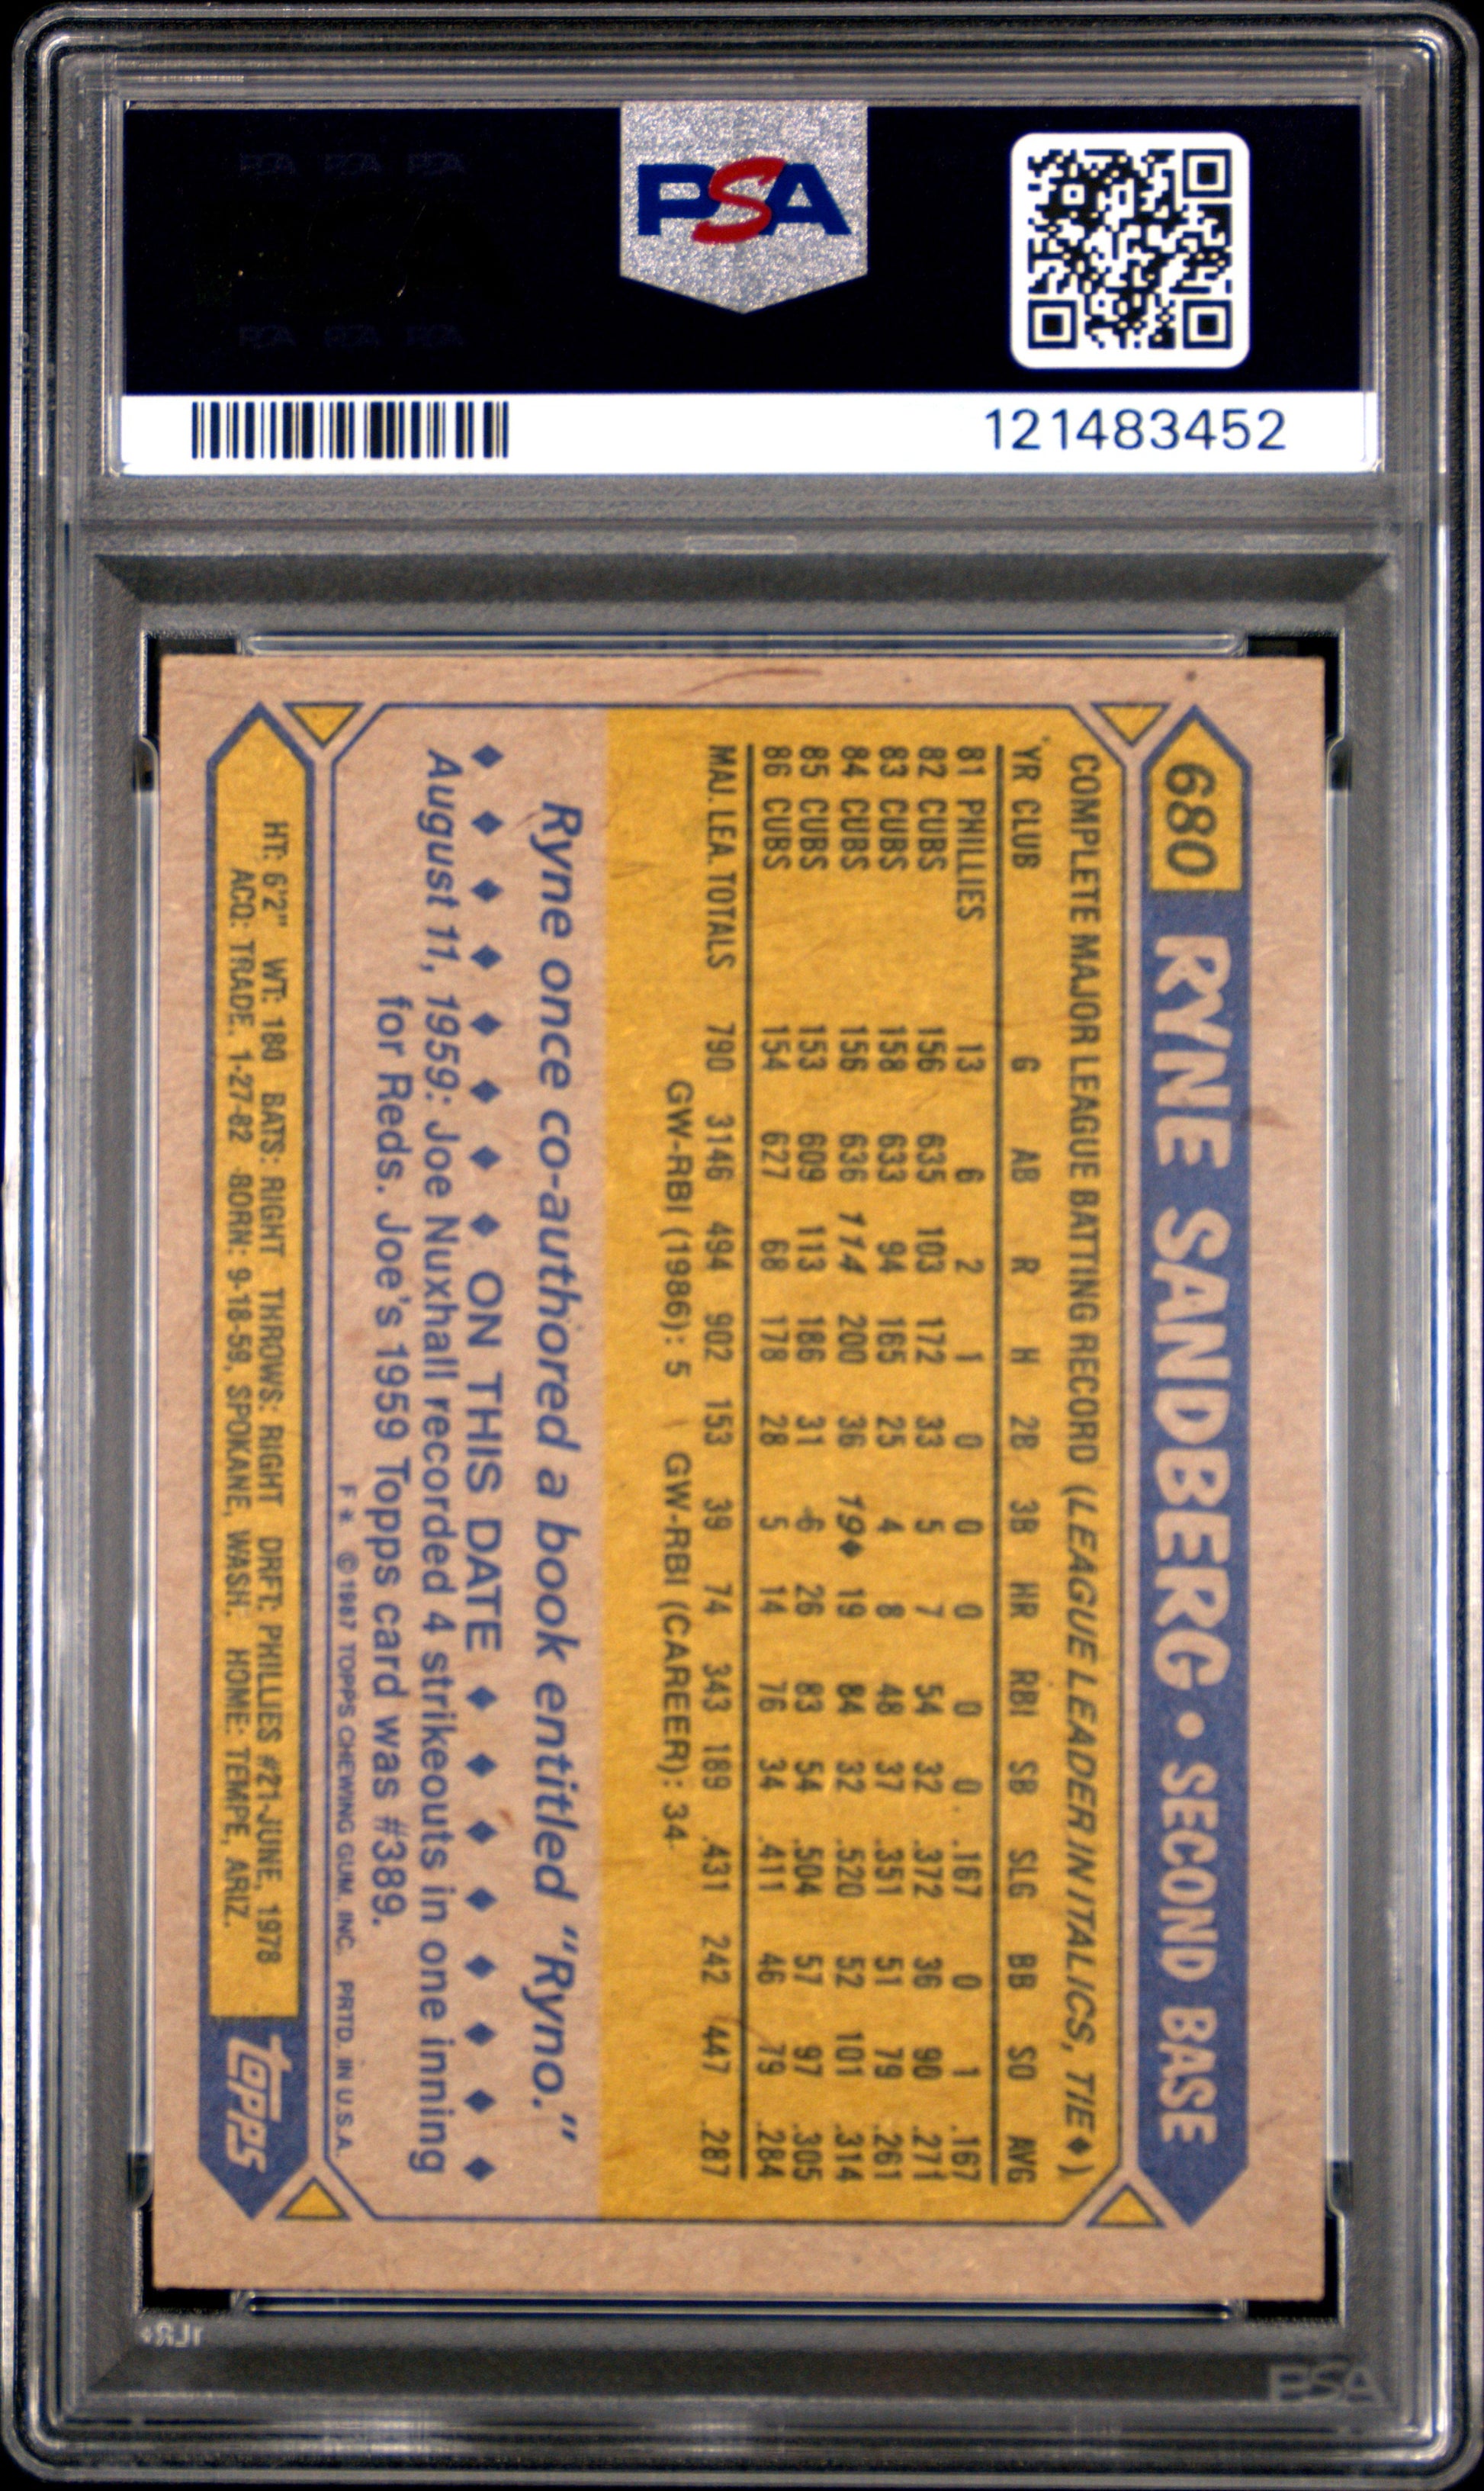 PSA
121483452
680 RYNE SANDBERG • SECOND BASE
COMPLETE MAJOR LEAGUE BATTING RECORD (LEAGUE LEADER IN ITALICS, TIE♦)
YR CLUB G AB R H 2B 3B HR RBI SB SLG BB SO AVG
81 PHILLIES 13 6 2 1 0 0 0 0 0 .167 0 1 .167
82 CUBS 156 635 103 172 33 5 7 54 32 .372 36 90 .271
83 CUBS 158 633 94 165 25 4 8 48 37 .351 51 79 .261
84 CUBS 156 636 114 200 36 19♦ 19 84 32 .520 52 101 .314
85 CUBS 153 609 113 186 31 6 26 83 54 .504 57 97 .305
86 CUBS 154 627 68 178 28 5 14 76 34 .411 46 79 .284
MAJ. LEA. TOTALS 790 3146 494 902 153 39 74 343 189 .431 242 447 .287
GW-RBI (1986): 5 GW-RBI (CAREER): 34
Ryne once co-authored a book entitled "Ryno."
♦ ♦ ♦ ♦ ♦ ♦ ♦ ♦ ON THIS DATE ♦ ♦ ♦ ♦ ♦ ♦ ♦ ♦
August 11, 1959: Joe Nuxhall recorded 4 strikeouts in one inning
for Reds. Joe's 1959 Topps card was #389.
F* © 1987 TOPPS CHEWING GUM, INC. PRTD. IN U.S.A.
HT: 6'2" WT: 180 BATS: RIGHT THROWS: RIGHT DRFT: PHILLIES #21-JUNE, 1978
ACQ: TRADE, 1-27-82 BORN: 9-18-59, SPOKANE, WASH. HOME: TEMPE, ARIZ.
topps
PSA